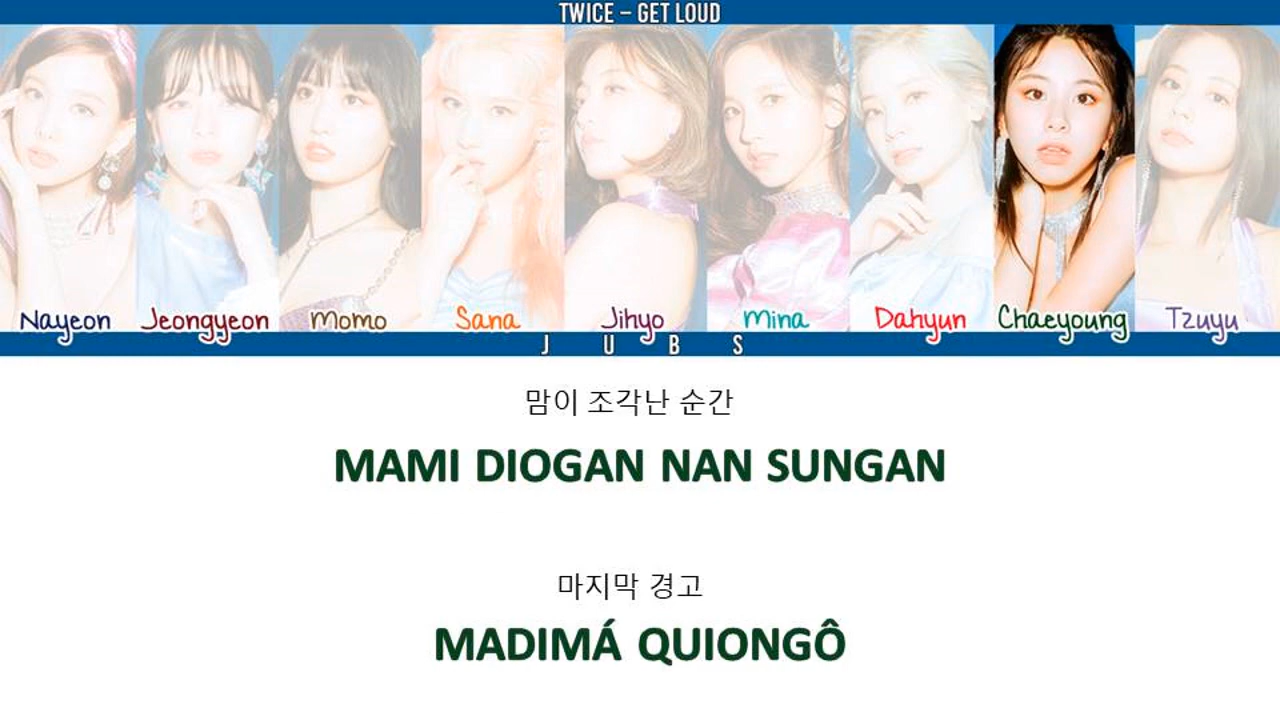 TWICE – GET LOUD
Nayeon Jeongyeon Momo Sana Jihyo Mina Dahyun Chaeyoung Tzuyu
J U B S
맘이 조각난 순간
MAMI DIOGAN NAN SUNGAN
마지막 경고
MADIMÁ QUIONGÔ